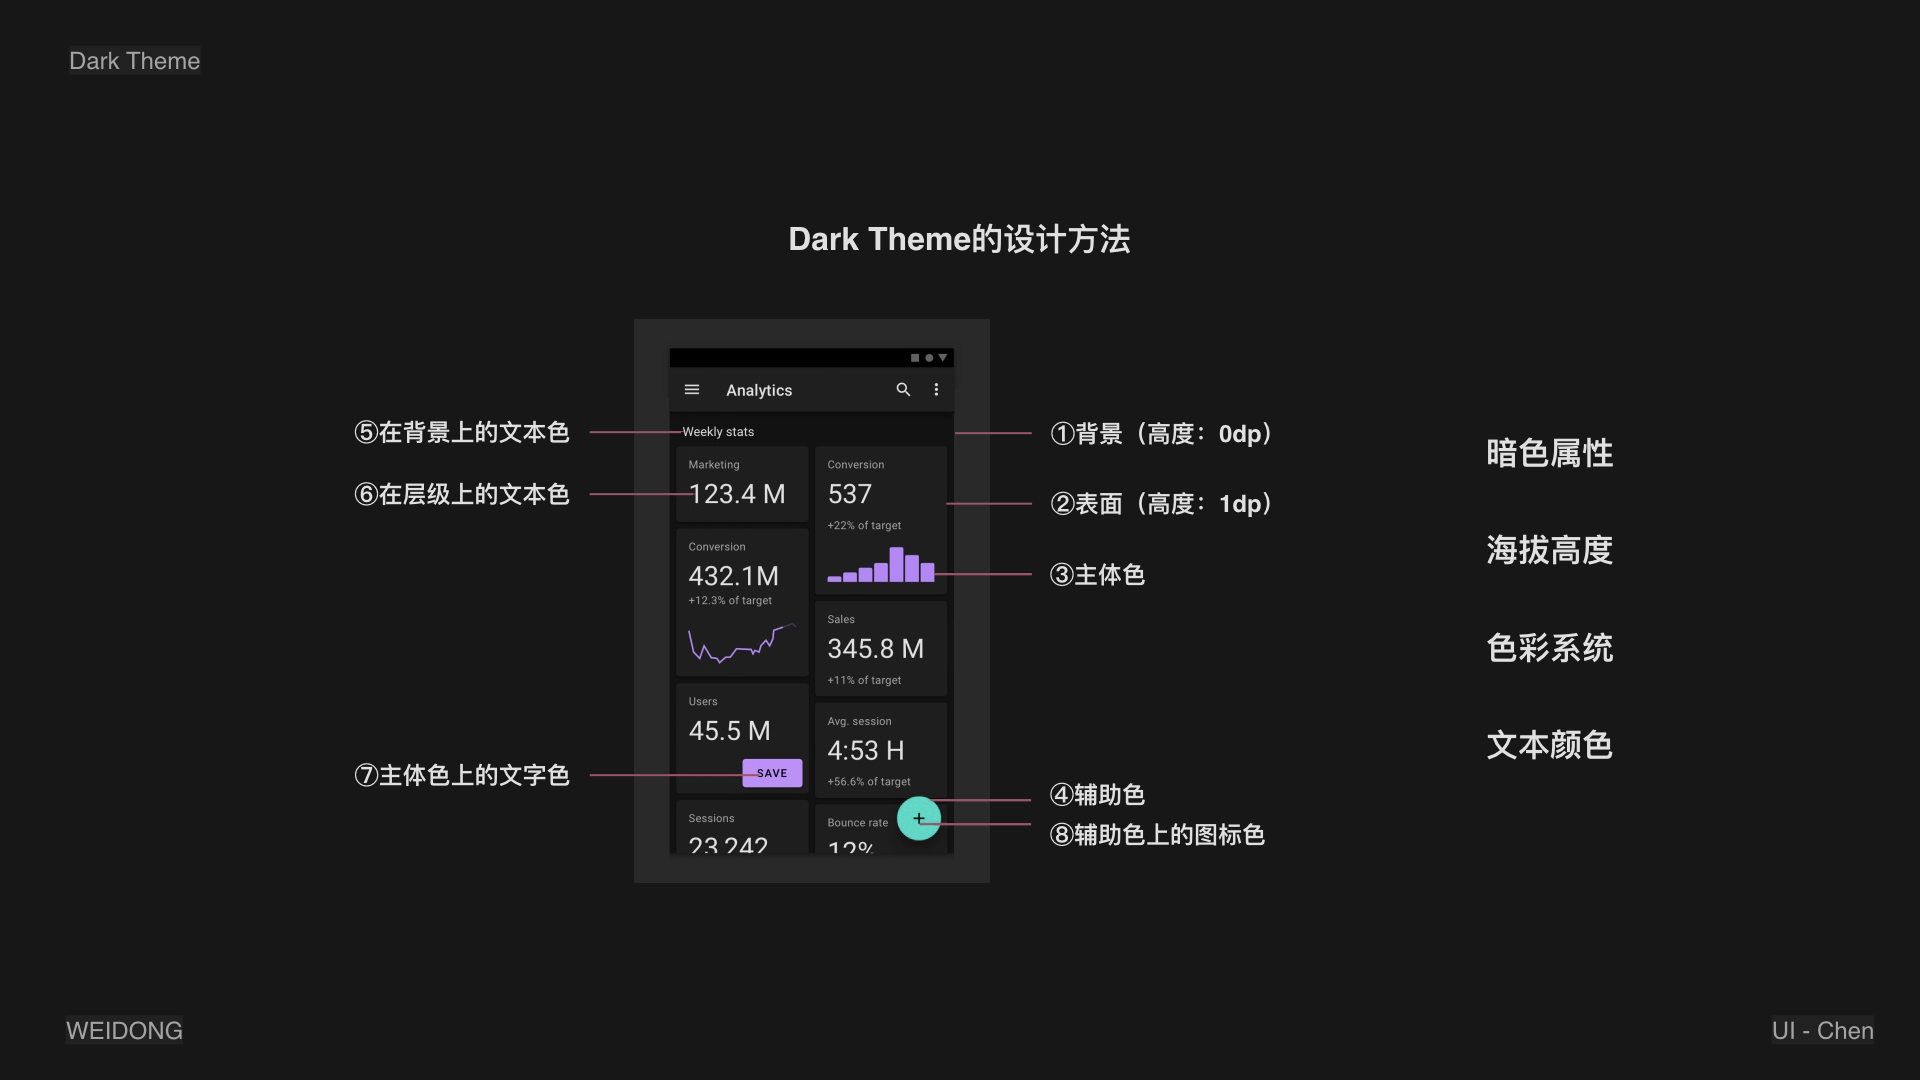 Dark Theme
Dark Theme的设计方法
⑤在背景上的文本色
⑥在层级上的文本色
⑦主体色上的文字色
Analytics
Weekly stats
Marketing
123.4 M
Conversion
432.1M
+12.3% of target
Users
45.5 M
SAVE
Sessions
23 242
Conversion
537
+22% of target
Sales
345.8 M
+11% of target
Avg. session
4:53 H
+56.6% of target
Bounce rate
12%
+
①背景（高度：0dp）
②表面（高度：1dp）
③主体色
④辅助色
⑧辅助色上的图标色
暗色属性
海拔高度
色彩系统
文本颜色
WEIDONG
UI - Chen